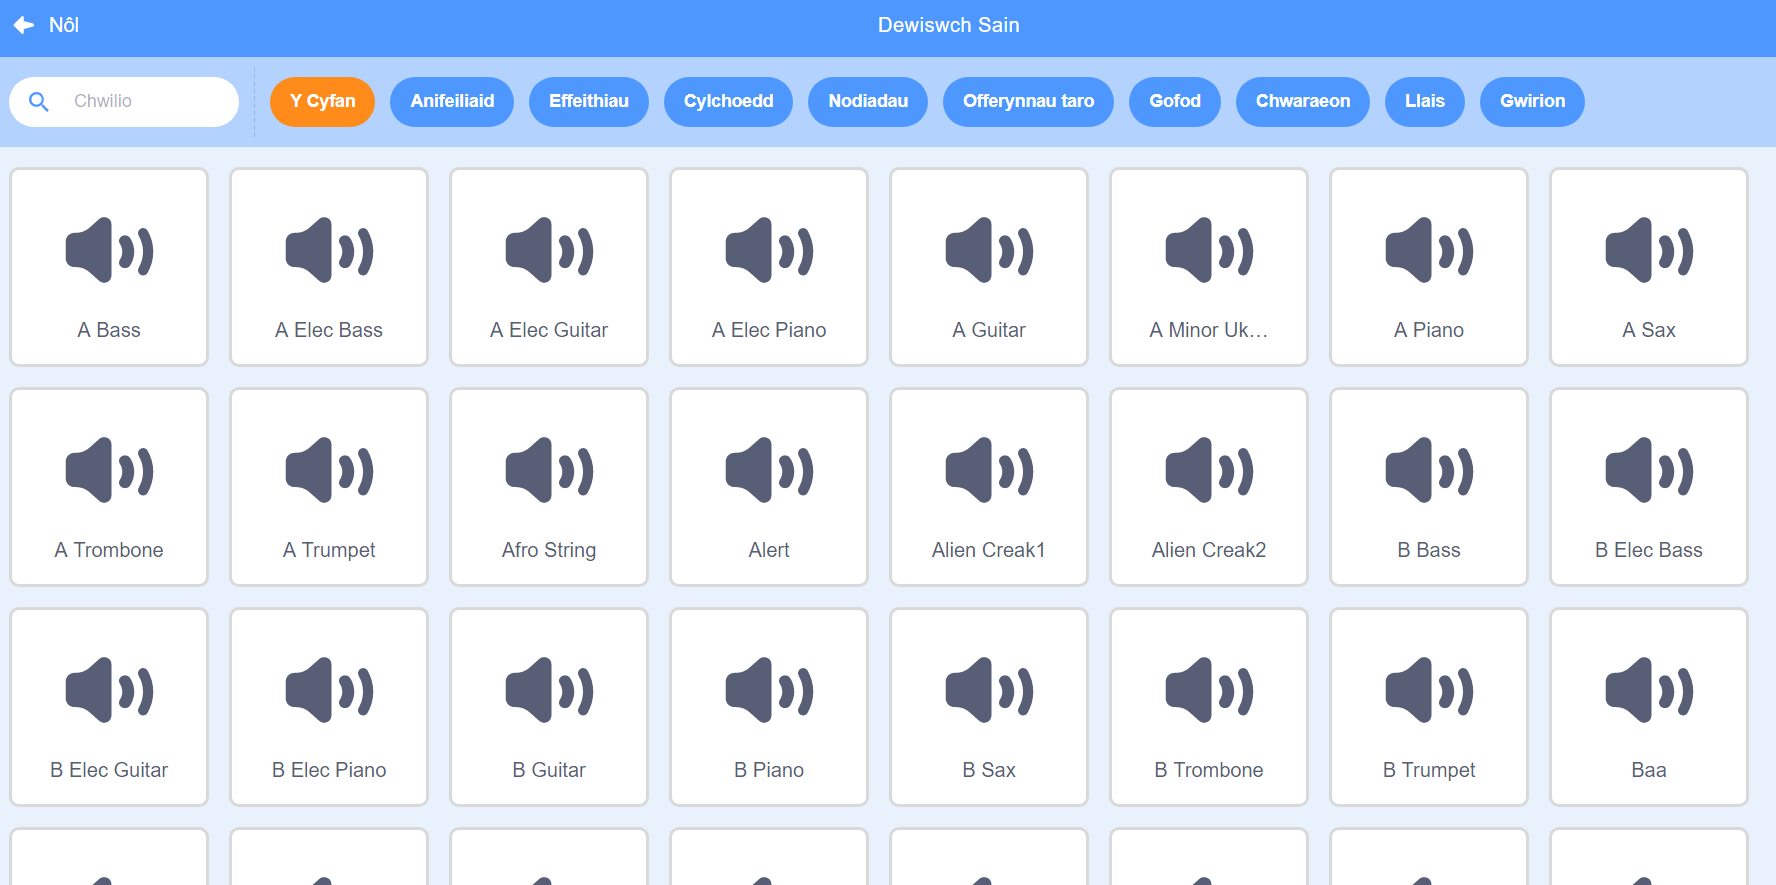 Nôl
Dewiswch Sain
Chwilio
Y Cyfan
Anifeiliaid
Effeithiau
Cylchoedd
Nodiadau
Offerynnau taro
Gofod
Chwaraeon
Llais
Gwirion
A Bass
A Elec Bass
A Elec Guitar
A Elec Piano
A Guitar
A Minor Uk...
A Piano
A Sax
A Trombone
A Trumpet
Afro String
Alert
Alien Creak1
Alien Creak2
B Bass
B Elec Bass
B Elec Guitar
B Elec Piano
B Guitar
B Piano
B Sax
B Trombone
B Trumpet
Baa